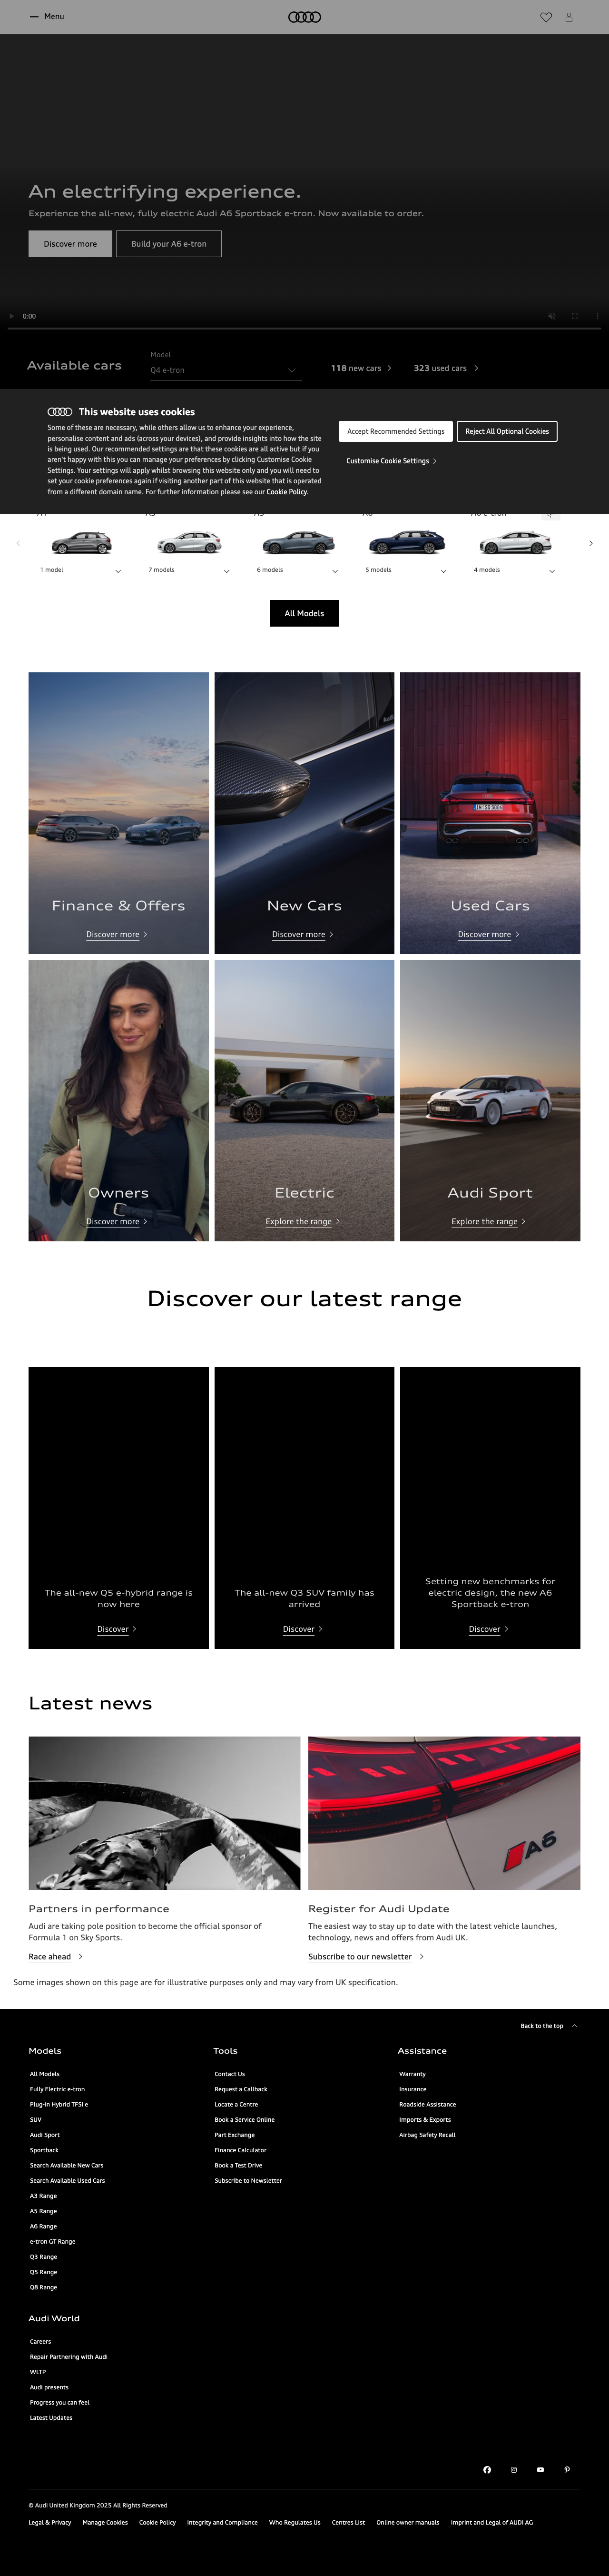 Menu
An electrifying experience.
Experience the all-new, fully electric Audi A6 Sportback e-tron. Now available to order.
Discover more
Build your A6 e-tron
0:00
Available cars
Model
Q4 e-tron
118 new cars
323 used cars
This website uses cookies
Some of these are necessary, while others allow us to enhance your experience,
personalise content and ads (across your devices), and provide insights into how the site
is being used. Our recommended settings are that these cookies are all active but if you
aren't happy with this you can manage your preferences by clicking Customise Cookie
Settings. Your settings will apply whilst browsing this website only and you will need to
set your cookie preferences again if visiting another part of this website that is operated
from a different domain name. For further information please see our Cookie Policy.
Accept Recommended Settings
Reject All Optional Cookies
Customise Cookie Settings
1 model
7 models
6 models
5 models
4 models
All Models
Finance & Offers
Discover more
New Cars
Discover more
Used Cars
Discover more
Owners
Discover more
Electric
Explore the range
Audi Sport
Explore the range
Discover our latest range
The all-new Q5 e-hybrid range is
now here
Discover
The all-new Q3 SUV family has
arrived
Discover
Setting new benchmarks for
electric design, the new A6
Sportback e-tron
Discover
Latest news
A6
Partners in performance
Audi are taking pole position to become the official sponsor of
Formula 1 on Sky Sports.
Race ahead
Register for Audi Update
The easiest way to stay up to date with the latest vehicle launches,
technology, news and offers from Audi UK.
Subscribe to our newsletter
Some images shown on this page are for illustrative purposes only and may vary from UK specification.
Back to the top
Models
All Models
Fully Electric e-tron
Plug-in Hybrid TFSI e
SUV
Audi Sport
Sportback
Search Available New Cars
Search Available Used Cars
A3 Range
A5 Range
A6 Range
e-tron GT Range
Q3 Range
Q5 Range
Q8 Range
Tools
Contact Us
Request a Callback
Locate a Centre
Book a Service Online
Part Exchange
Finance Calculator
Book a Test Drive
Subscribe to Newsletter
Assistance
Warranty
Insurance
Roadside Assistance
Imports & Exports
Airbag Safety Recall
Audi World
Careers
Repair Partnering with Audi
WLTP
Audi presents
Progress you can feel
Latest Updates
© Audi United Kingdom 2025 All Rights Reserved
Legal & Privacy
Manage Cookies
Cookie Policy
Integrity and Compliance
Who Regulates Us
Centres List
Online owner manuals
Imprint and Legal of AUDI AG